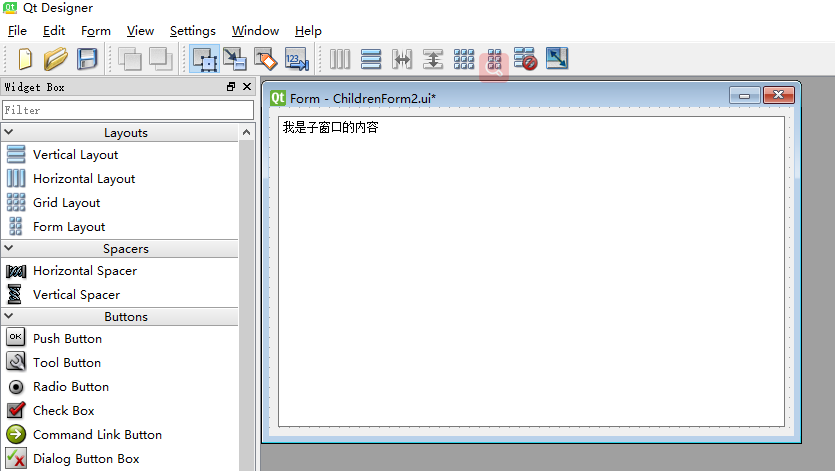 Qt Designer
File Edit Form View Settings Window Help
Widget Box
Filter
Layouts
Vertical Layout
Horizontal Layout
Grid Layout
Form Layout
Spacers
Horizontal Spacer
Vertical Spacer
Buttons
OK Push Button
Tool Button
Radio Button
Check Box
Command Link Button
Dialog Button Box
Qt Form - ChildrenForm2.ui*
我是子窗口的内容
123